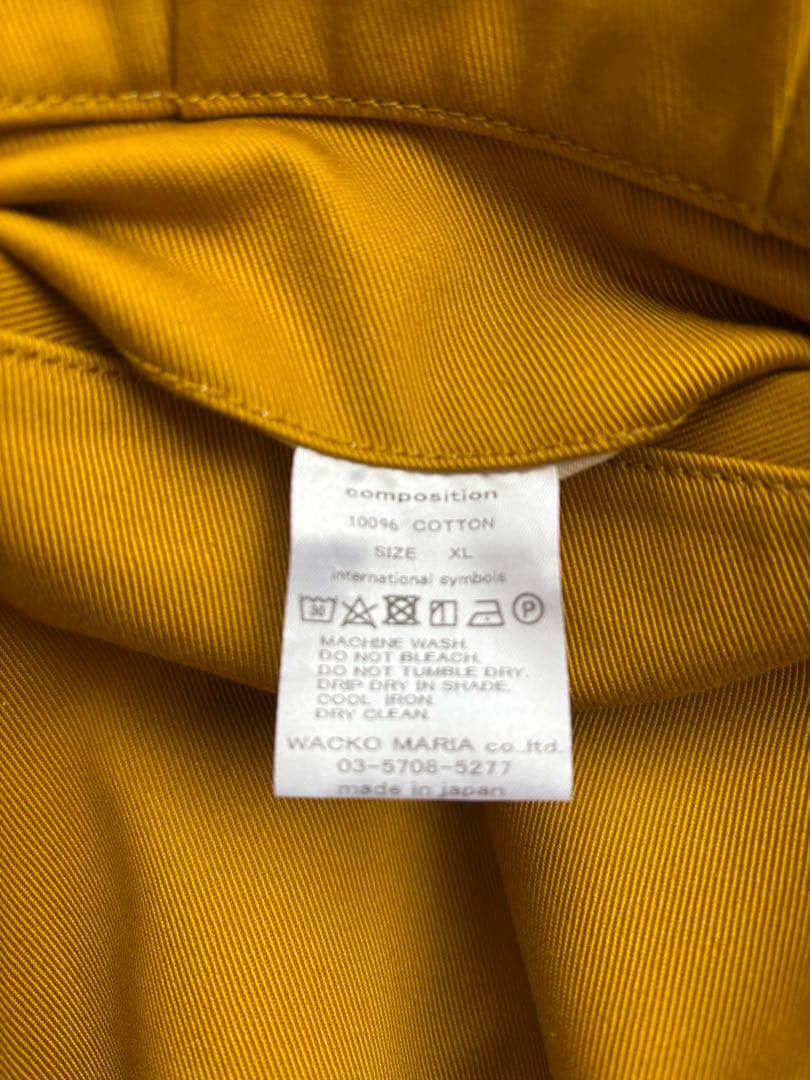 composition
100% COTTON
SIZE XL
international symbols
30 P
MACHINE WASH.
DO NOT BLEACH.
DO NOT TUMBLE DRY.
DRIP DRY IN SHADE.
COOL IRON.
DRY CLEAN.
WACKO MARIA co.,ltd.
03-5708-5277
made in japan